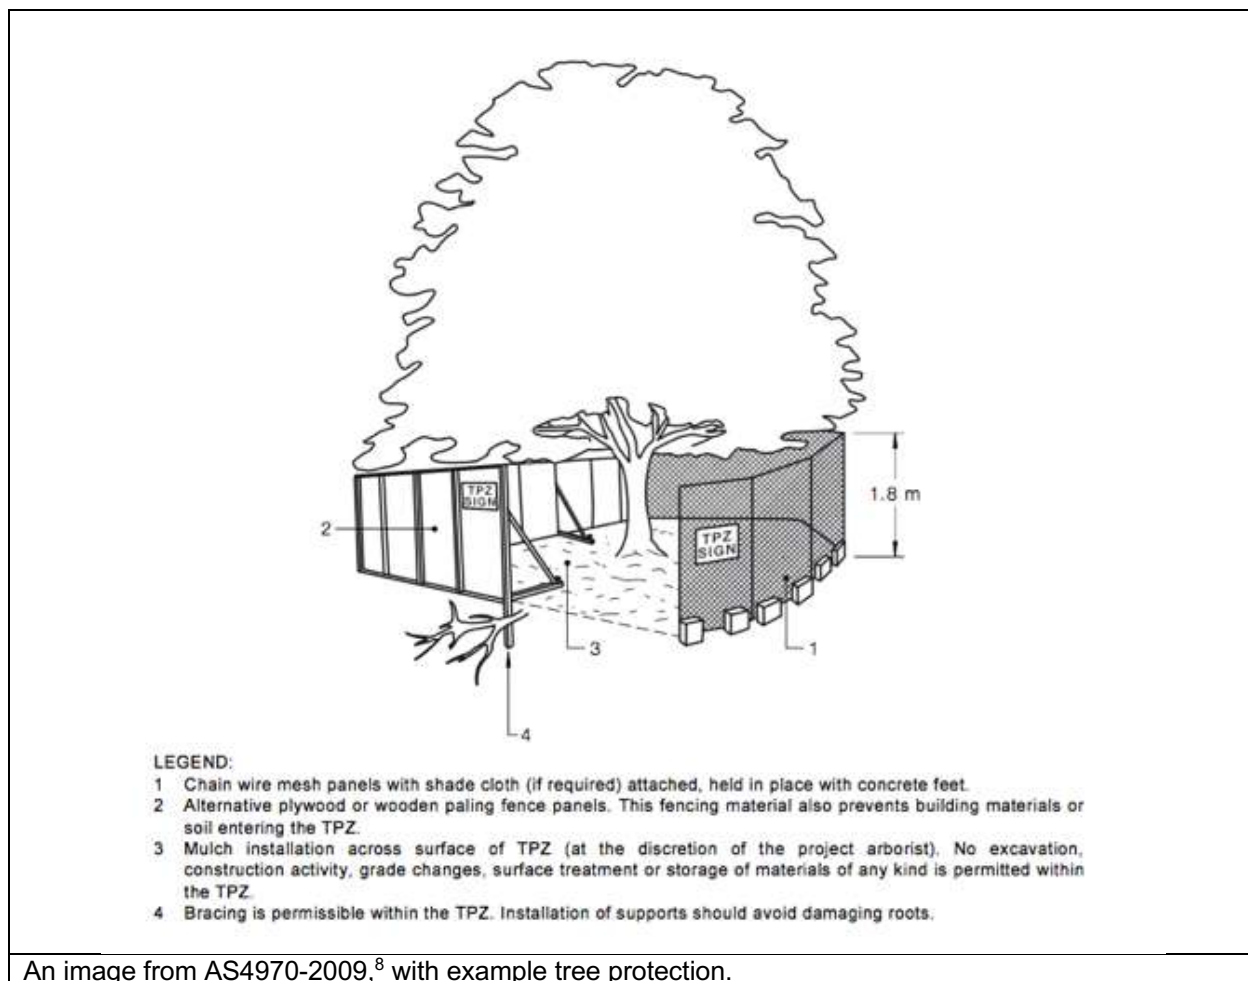 TPZ
SIGN
1.8 m
2
TPZ
SIGN
3
1
4
LEGEND:
1 Chain wire mesh panels with shade cloth (if required) attached, held in place with concrete feet.
2 Alternative plywood or wooden paling fence panels. This fencing material also prevents building materials or
soil entering the TPZ.
3 Mulch installation across surface of TPZ (at the discretion of the project arborist). No excavation,
construction activity, grade changes, surface treatment or storage of materials of any kind is permitted within
the TPZ.
4 Bracing is permissible within the TPZ. Installation of supports should avoid damaging roots.
An image from AS4970-2009,⁸ with example tree protection.